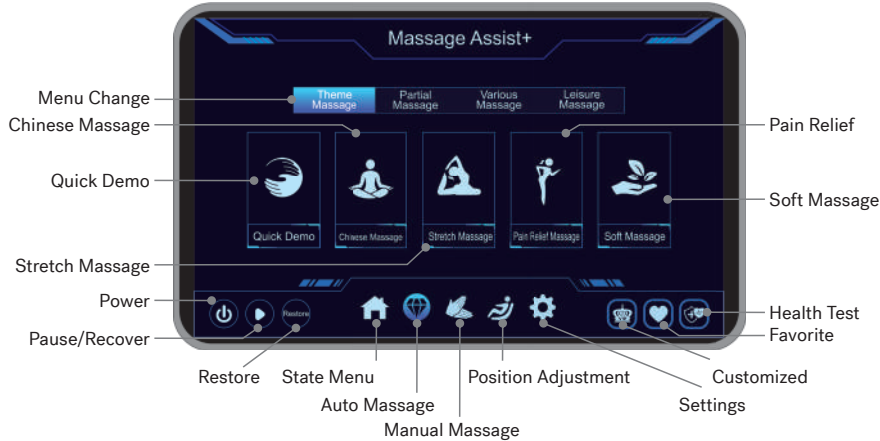 Massage Assist+
Menu Change
Theme Massage
Partial Massage
Various Massage
Leisure Massage
Chinese Massage
Pain Relief
Quick Demo
Soft Massage
Quick Demo
Chinese Massage
Stretch Massage
Pain Relief Massage
Soft Massage
Stretch Massage
Power
Restore
Health Test
Favorite
Pause/Recover
Restore
State Menu
Position Adjustment
Customized
Auto Massage
Settings
Manual Massage